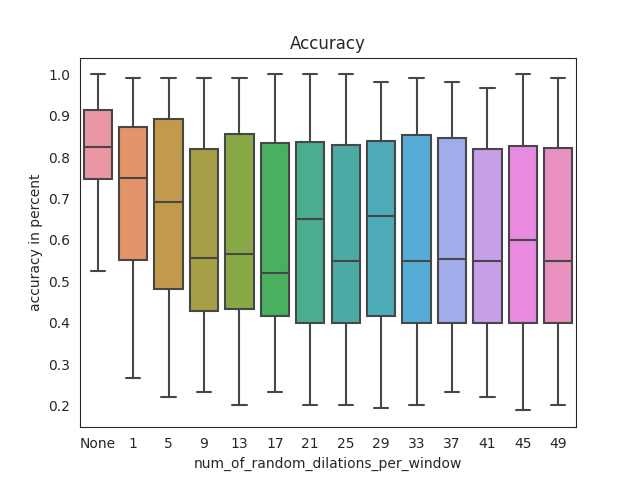 Accuracy
accuracy in percent
1.0
0.9
0.8
0.7
0.6
0.5
0.4
0.3
0.2
None 1 5 9 13 17 21 25 29 33 37 41 45 49
num_of_random_dilations_per_window